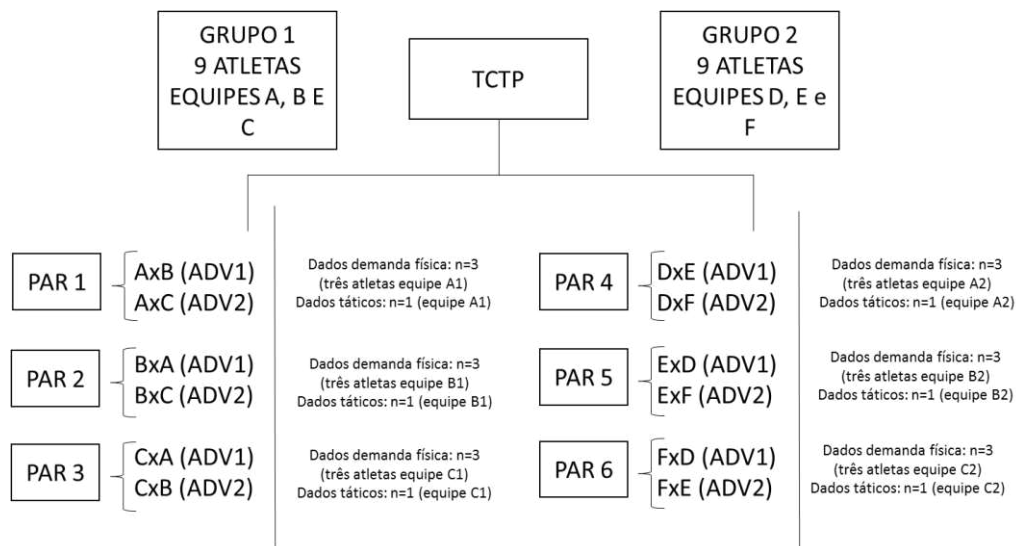 GRUPO 1
9 ATLETAS
EQUIPES A, B E
C
TCTP
GRUPO 2
9 ATLETAS
EQUIPES D, E e
F
PAR 1
AxB (ADV1)
AxC (ADV2)
Dados demanda física: n=3
(três atletas equipe A1)
Dados táticos: n=1 (equipe A1)
PAR 2
BxA (ADV1)
BxC (ADV2)
Dados demanda física: n=3
(três atletas equipe B1)
Dados táticos: n=1 (equipe B1)
PAR 3
CxA (ADV1)
CxB (ADV2)
Dados demanda física: n=3
(três atletas equipe C1)
Dados táticos: n=1 (equipe C1)
PAR 4
DxE (ADV1)
DxF (ADV2)
Dados demanda física: n=3
(três atletas equipe A2)
Dados táticos: n=1 (equipe A2)
PAR 5
ExD (ADV1)
ExF (ADV2)
Dados demanda física: n=3
(três atletas equipe B2)
Dados táticos: n=1 (equipe B2)
PAR 6
FxD (ADV1)
FxE (ADV2)
Dados demanda física: n=3
(três atletas equipe C2)
Dados táticos: n=1 (equipe C2)